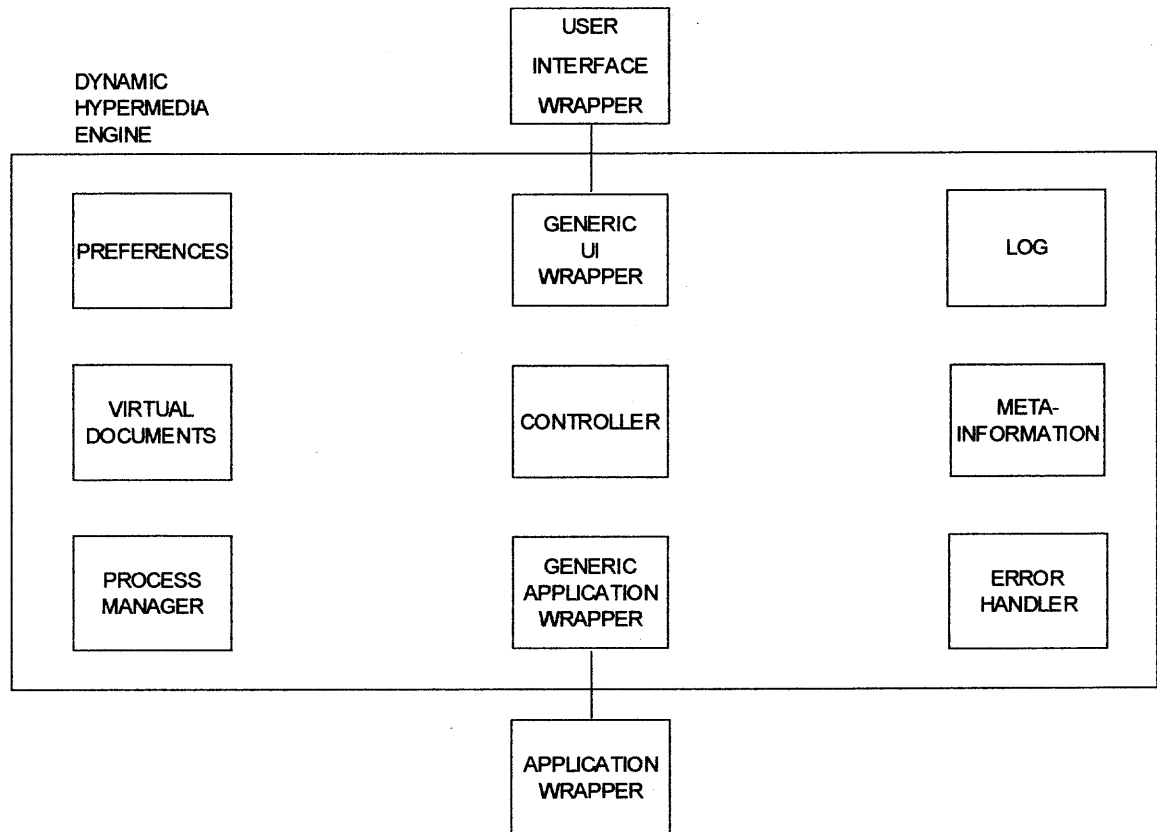 USER
INTERFACE
WRAPPER
DYNAMIC
HYPERMEDIA
ENGINE
PREFERENCES
GENERIC
UI
WRAPPER
LOG
VIRTUAL
DOCUMENTS
CONTROLLER
META-
INFORMATION
PROCESS
MANAGER
GENERIC
APPLICATION
WRAPPER
ERROR
HANDLER
APPLICATION
WRAPPER